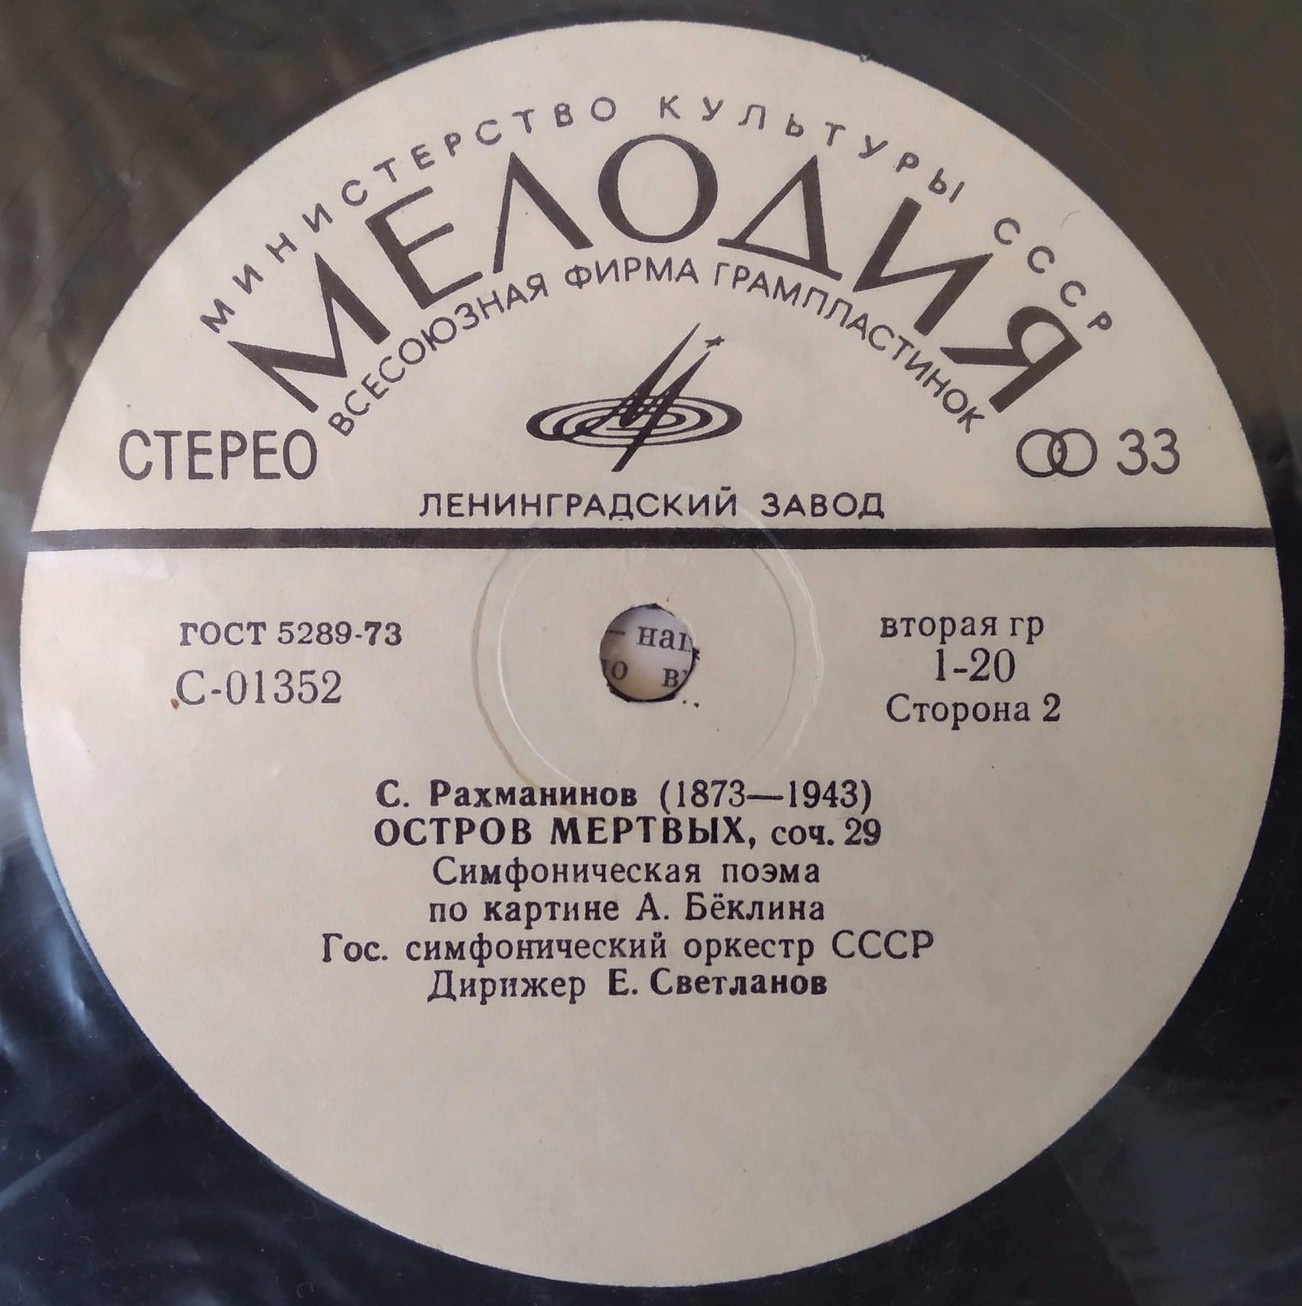 МИНИСТЕРСТВО КУЛЬТУРЫ СССР
МЕЛОДИЯ
ВСЕСОЮЗНАЯ ФИРМА ГРАМПЛАСТИНОК
СТЕРЕО
33
ЛЕНИНГРАДСКИЙ ЗАВОД
ГОСТ 5289-73
С-01352
вторая гр
1-20
Сторона 2
С. Рахманинов (1873—1943)
ОСТРОВ МЕРТВЫХ, соч. 29
Симфоническая поэма
по картине А. Бёклина
Гос. симфонический оркестр СССР
Дирижер Е. Светланов